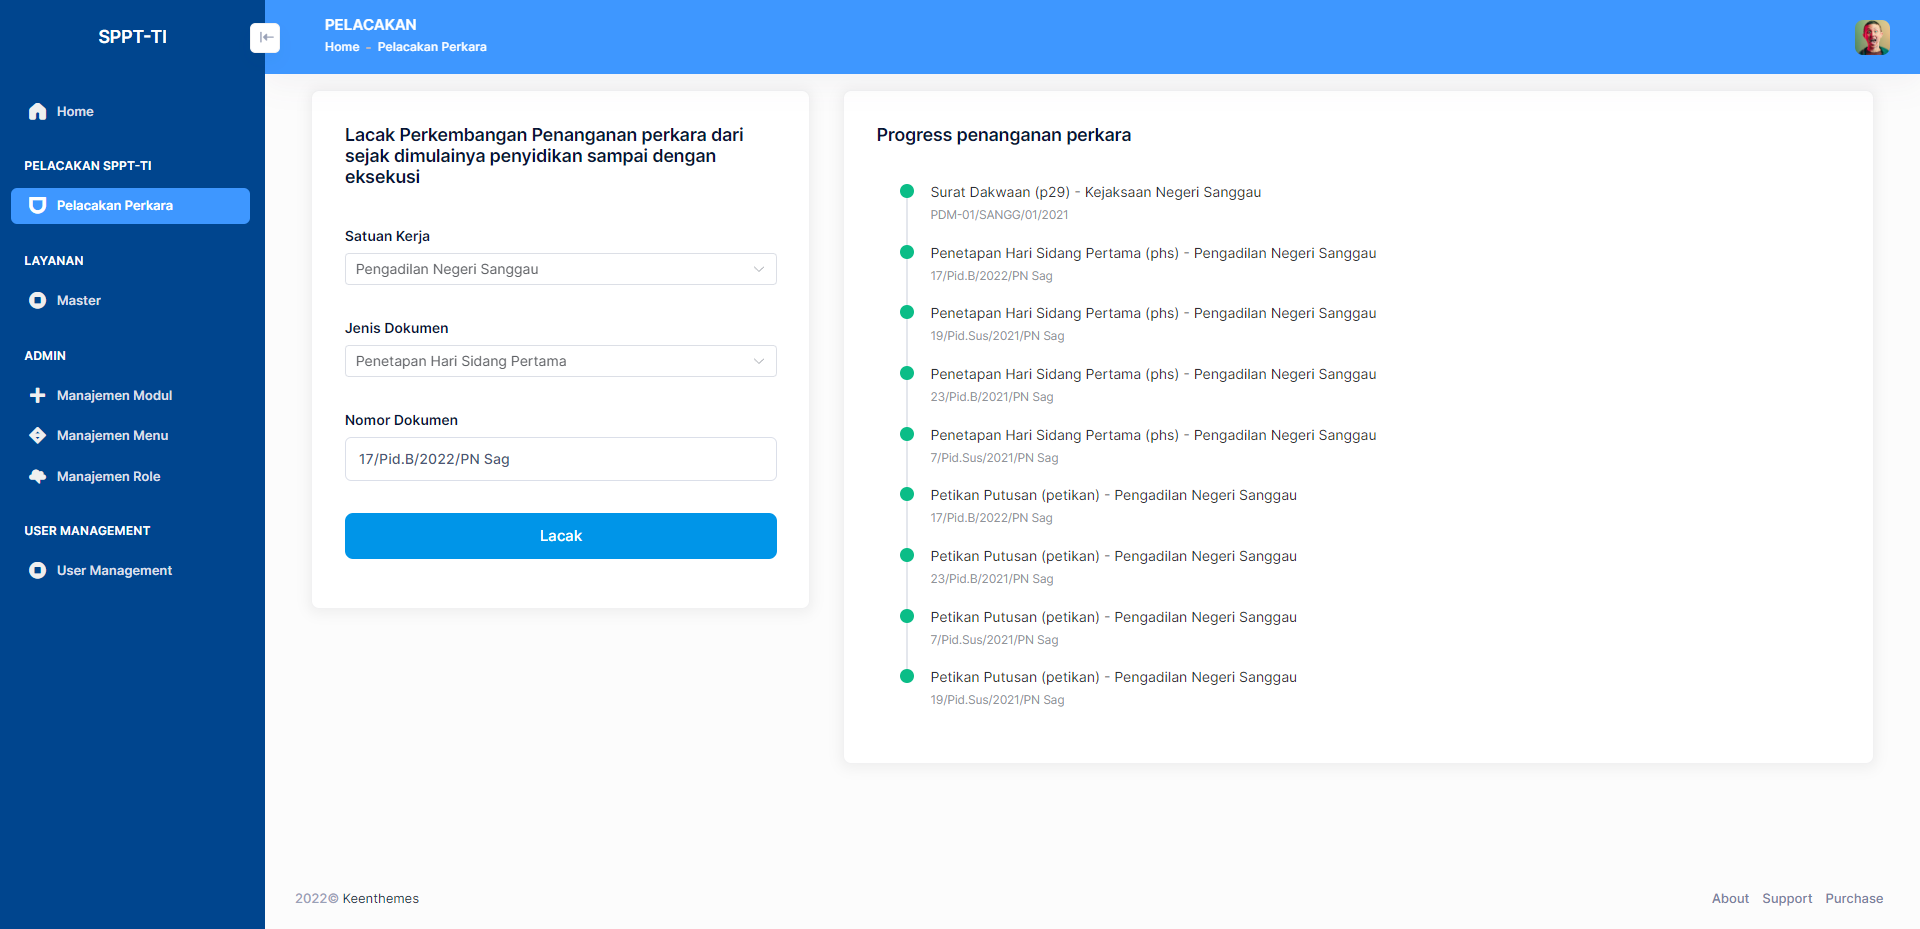 SPPT-TI
Home
PELACAKAN SPPT-TI
Pelacakan Perkara
LAYANAN
Master
ADMIN
Manajemen Modul
Manajemen Menu
Manajemen Role
USER MANAGEMENT
User Management
PELACAKAN
Home - Pelacakan Perkara
Lacak Perkembangan Penanganan perkara dari
sejak dimulainya penyidikan sampai dengan
eksekusi
Satuan Kerja
Pengadilan Negeri Sanggau
Jenis Dokumen
Penetapan Hari Sidang Pertama
Nomor Dokumen
17/Pid.B/2022/PN Sag
Lacak
Progress penanganan perkara
Surat Dakwaan (p29) - Kejaksaan Negeri Sanggau
PDM-01/SANGG/01/2021
Penetapan Hari Sidang Pertama (phs) - Pengadilan Negeri Sanggau
17/Pid.B/2022/PN Sag
Penetapan Hari Sidang Pertama (phs) - Pengadilan Negeri Sanggau
19/Pid.Sus/2021/PN Sag
Penetapan Hari Sidang Pertama (phs) - Pengadilan Negeri Sanggau
23/Pid.B/2021/PN Sag
Penetapan Hari Sidang Pertama (phs) - Pengadilan Negeri Sanggau
7/Pid.Sus/2021/PN Sag
Petikan Putusan (petikan) - Pengadilan Negeri Sanggau
17/Pid.B/2022/PN Sag
Petikan Putusan (petikan) - Pengadilan Negeri Sanggau
23/Pid.B/2021/PN Sag
Petikan Putusan (petikan) - Pengadilan Negeri Sanggau
7/Pid.Sus/2021/PN Sag
Petikan Putusan (petikan) - Pengadilan Negeri Sanggau
19/Pid.Sus/2021/PN Sag
2022© Keenthemes
About Support Purchase